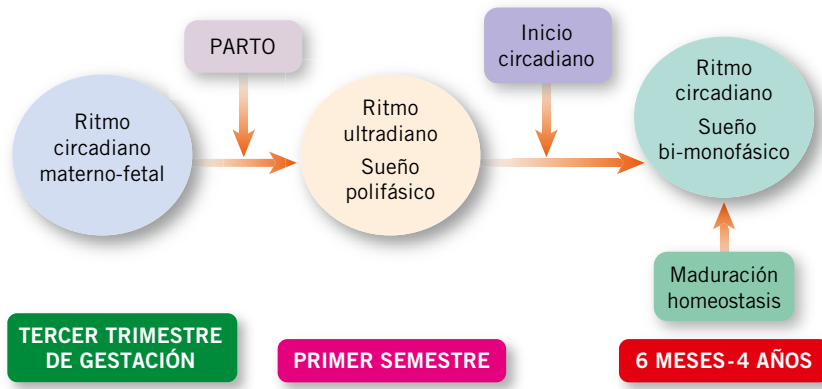 PARTO
Inicio
circadiano
Ritmo
circadiano
materno-fetal
Ritmo
ultradiano
Sueño
polifásico
Ritmo
circadiano
Sueño
bi-monofásico
Maduración
homeostasis
TERCER TRIMESTRE
DE GESTACIÓN
PRIMER SEMESTRE
6 MESES-4 AÑOS